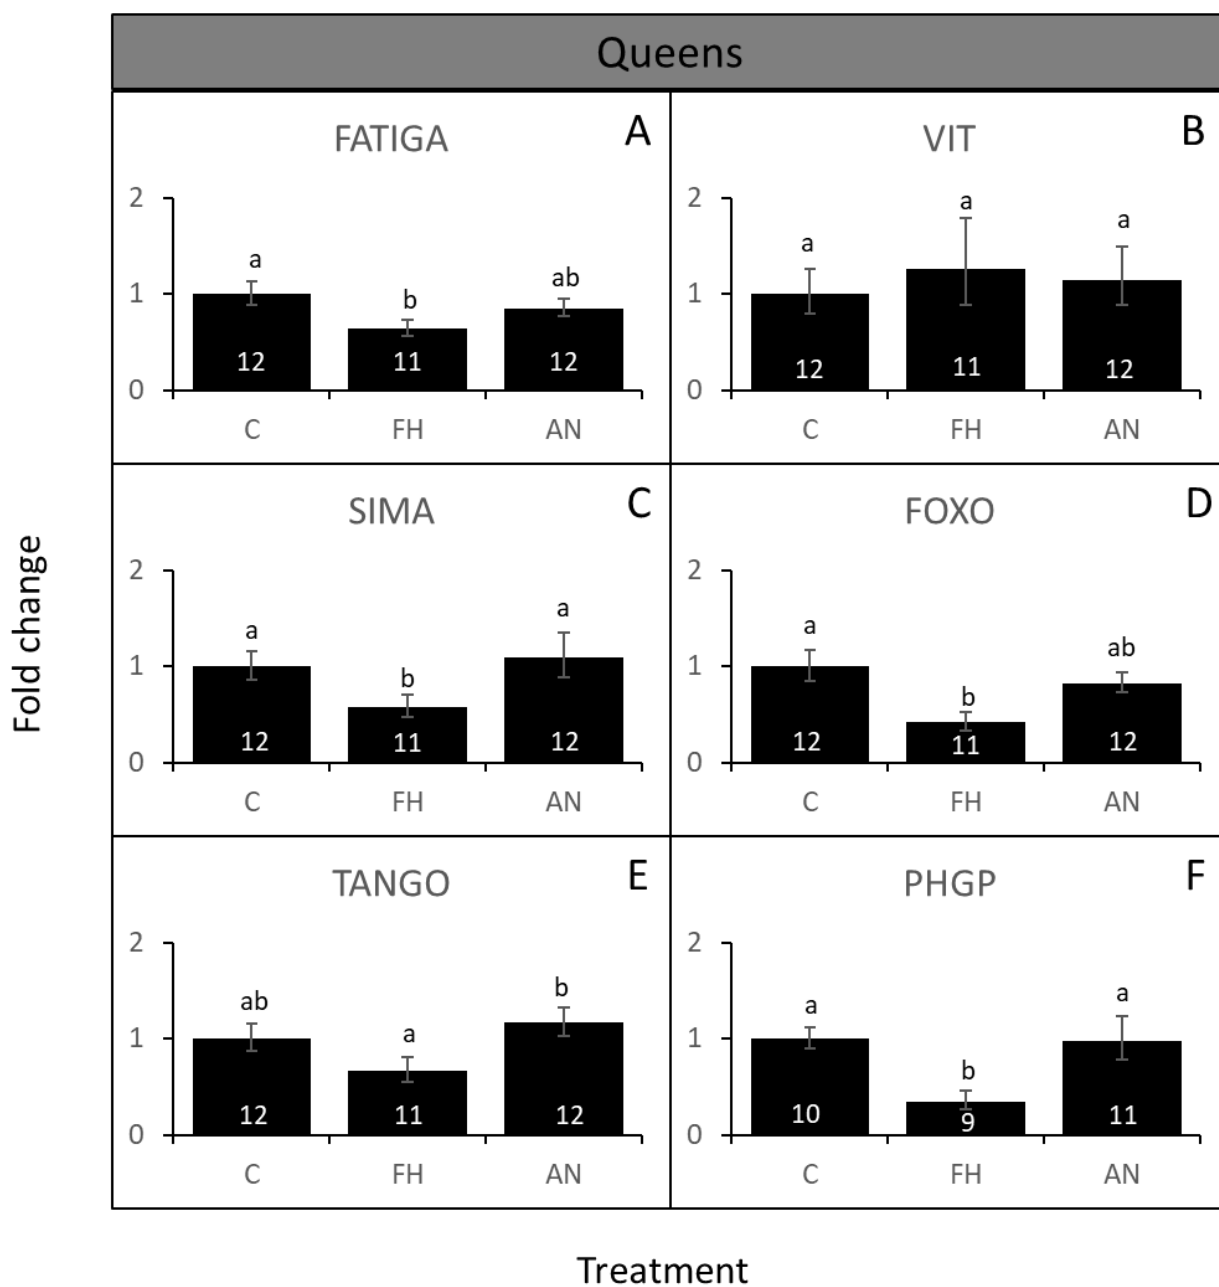 Queens
FATIGA A
2
1
0
a
b
ab
12 11 12
C FH AN
VIT B
2
1
0
a
a
a
12 11 12
C FH AN
SIMA C
2
1
0
a
b
a
12 11 12
C FH AN
FOXO D
2
1
0
a
b
ab
12 11 12
C FH AN
TANGO E
2
1
0
ab
a
b
12 11 12
C FH AN
PHGP F
2
1
0
a
b
a
10 9 11
C FH AN
Fold change
Treatment